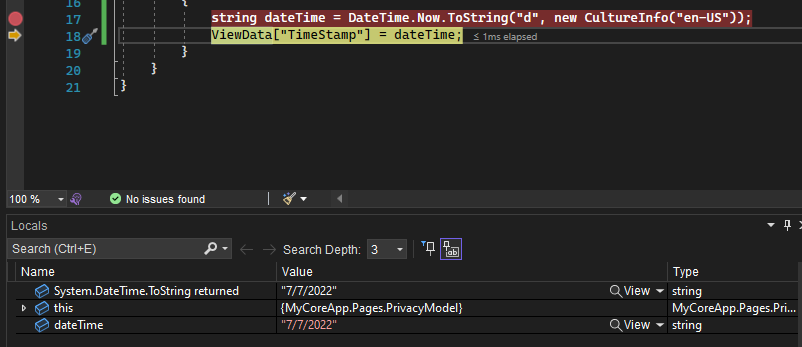 16 {
17 string dateTime = DateTime.Now.ToString("d", new CultureInfo("en-US"));
18 ViewData["TimeStamp"] = dateTime; ≤ 1ms elapsed
19 }
20 }
21 }
100 % No issues found
Locals
Search (Ctrl+E) Search Depth: 3
Name Value Type
System.DateTime.ToString returned "7/7/2022" View string
this {MyCoreApp.Pages.PrivacyModel} MyCoreApp.Pages.Pri...
dateTime "7/7/2022" View string